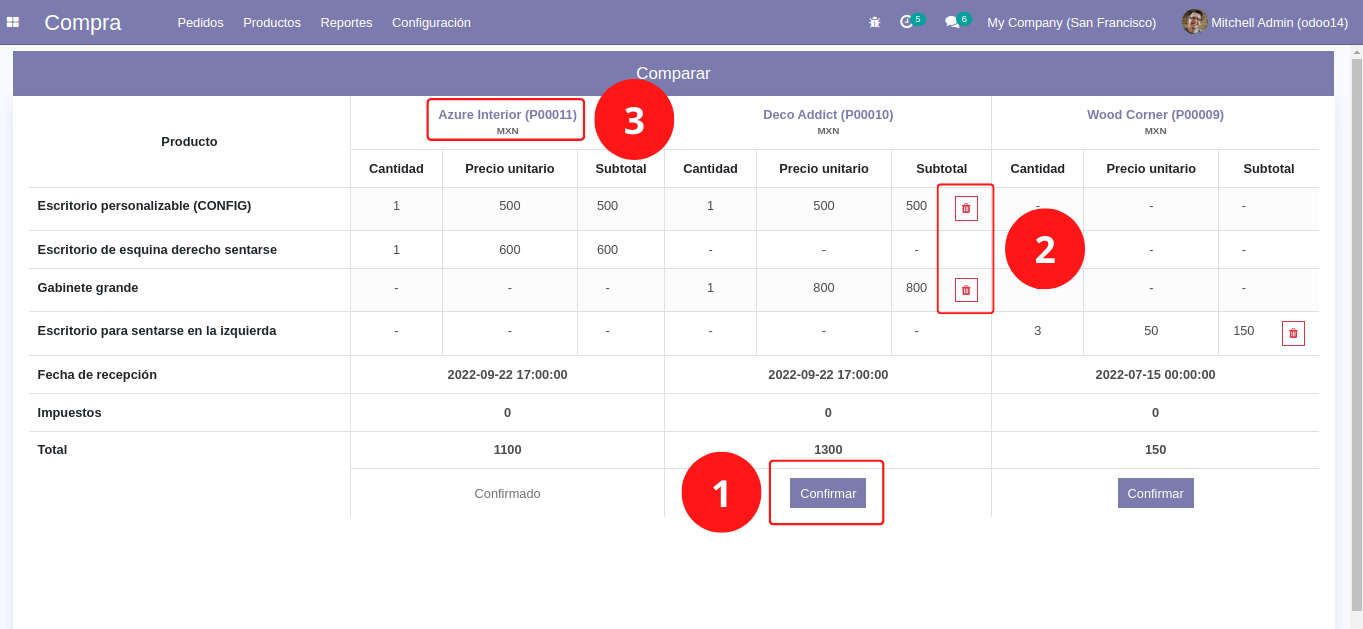 Compra Pedidos Productos Reportes Configuración 5 6 My Company (San Francisco) Mitchell Admin (odoo14)
Comparar
Producto Azure Interior (P00011) 3 Deco Addict (P00010) Wood Corner (P00009)
MXN MXN MXN
Cantidad Precio unitario Subtotal Cantidad Precio unitario Subtotal Cantidad Precio unitario Subtotal
Escritorio personalizable (CONFIG) 1 500 500 1 500 500 - - -
Escritorio de esquina derecho sentarse 1 600 600 - - - 2 - -
Gabinete grande - - - 1 800 800 - -
Escritorio para sentarse en la izquierda - - - - - - 3 50 150
Fecha de recepción 2022-09-22 17:00:00 2022-09-22 17:00:00 2022-07-15 00:00:00
Impuestos 0 0 0
Total 1100 1300 150
Confirmado 1 Confirmar Confirmar